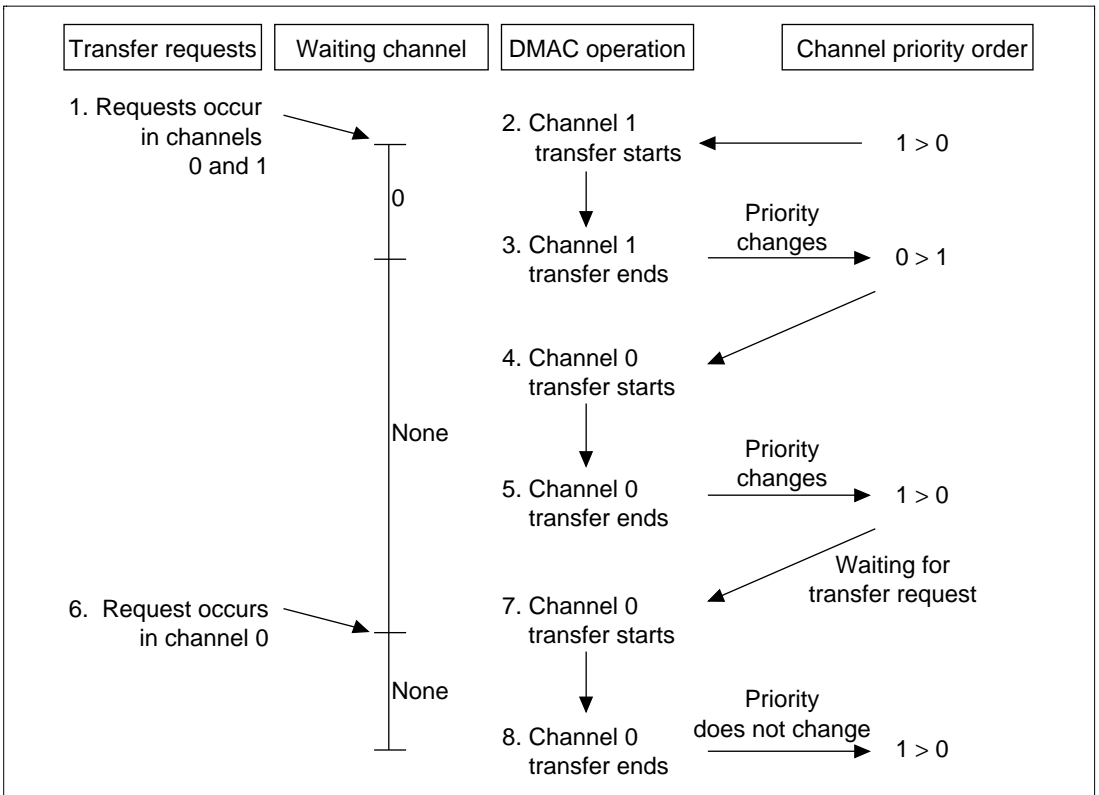 Transfer requests
Waiting channel
DMAC operation
Channel priority order
1. Requests occur
in channels
0 and 1
2. Channel 1
transfer starts
1 > 0
0
3. Channel 1
transfer ends
Priority
changes
0 > 1
4. Channel 0
transfer starts
None
5. Channel 0
transfer ends
Priority
changes
1 > 0
Waiting for
transfer request
6. Request occurs
in channel 0
7. Channel 0
transfer starts
None
8. Channel 0
transfer ends
Priority
does not change
1 > 0